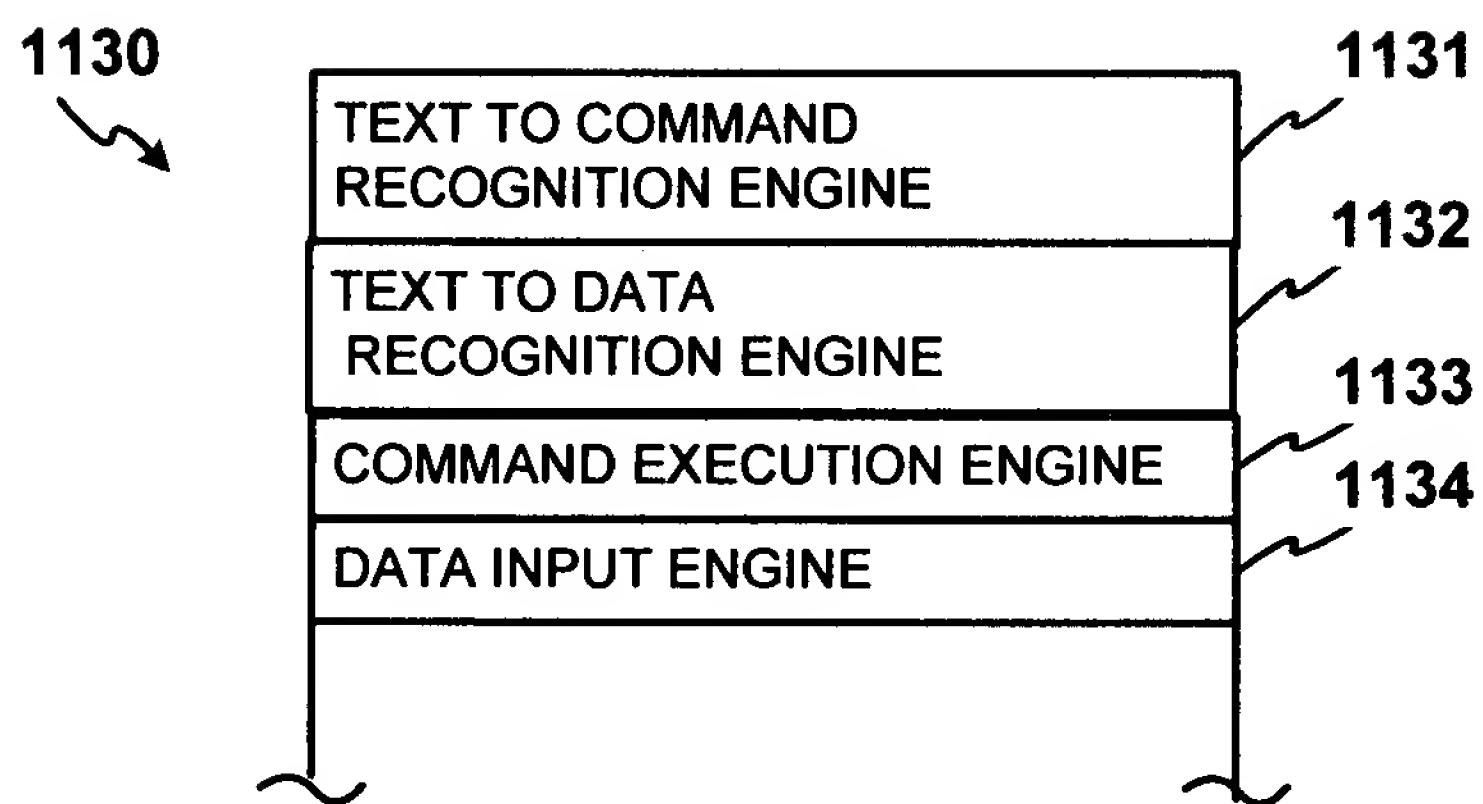 1130
1131
TEXT TO COMMAND
RECOGNITION ENGINE
1132
TEXT TO DATA
RECOGNITION ENGINE
1133
COMMAND EXECUTION ENGINE
1134
DATA INPUT ENGINE